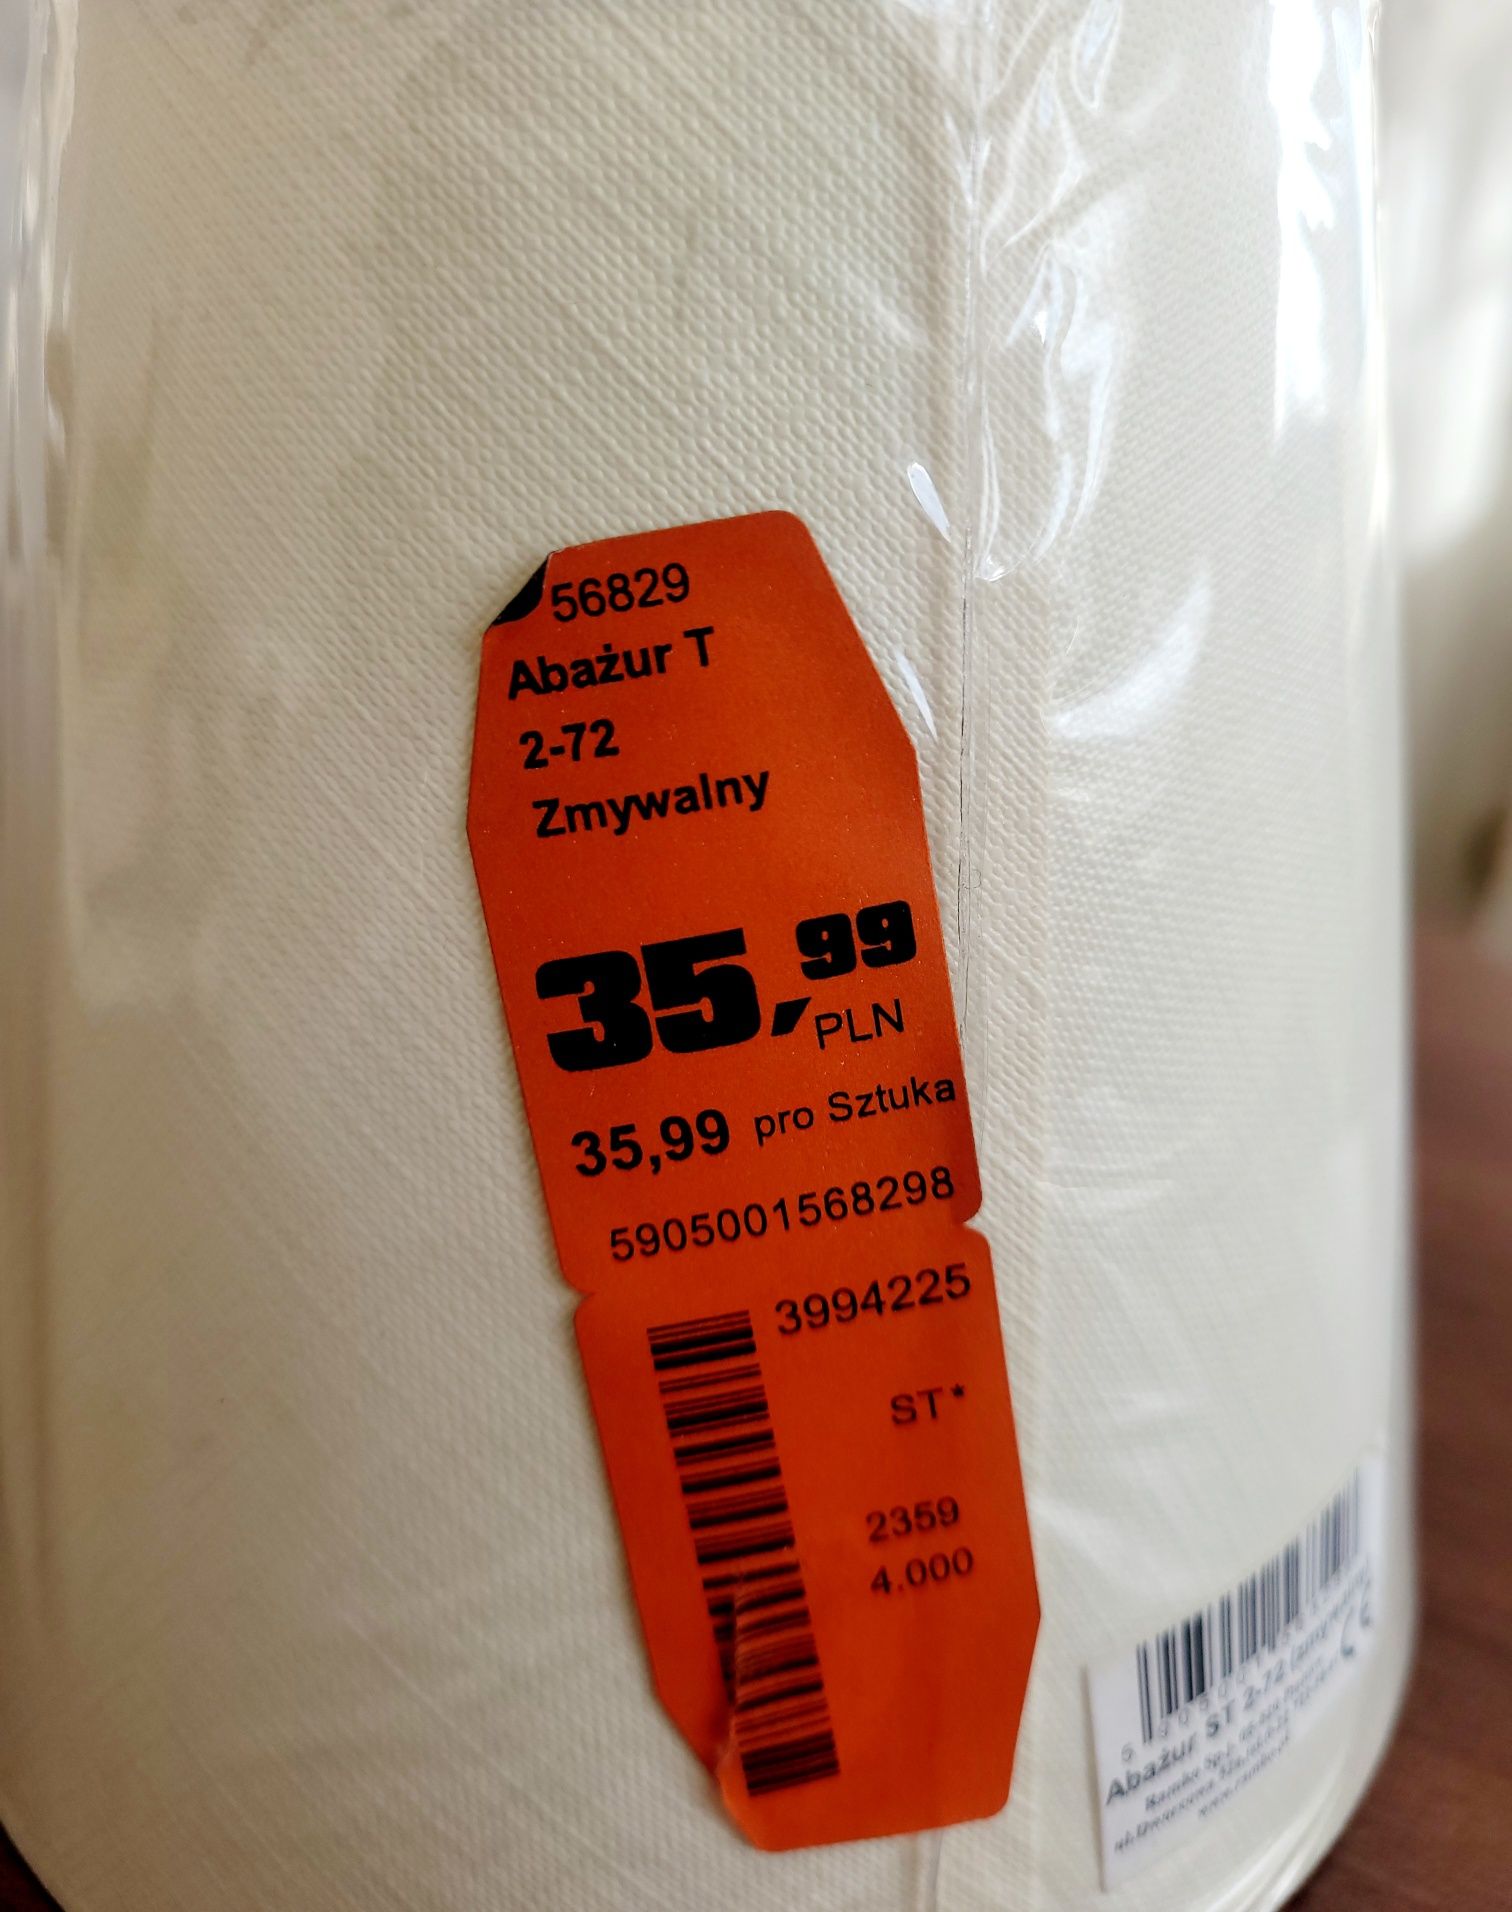 56829
Abażur T
2-72
Zmywalny
35,99
PLN
35,99 pro Sztuka
5905001568298
3994225
ST*
2359
4.000
Abażur ST 2-72
CE